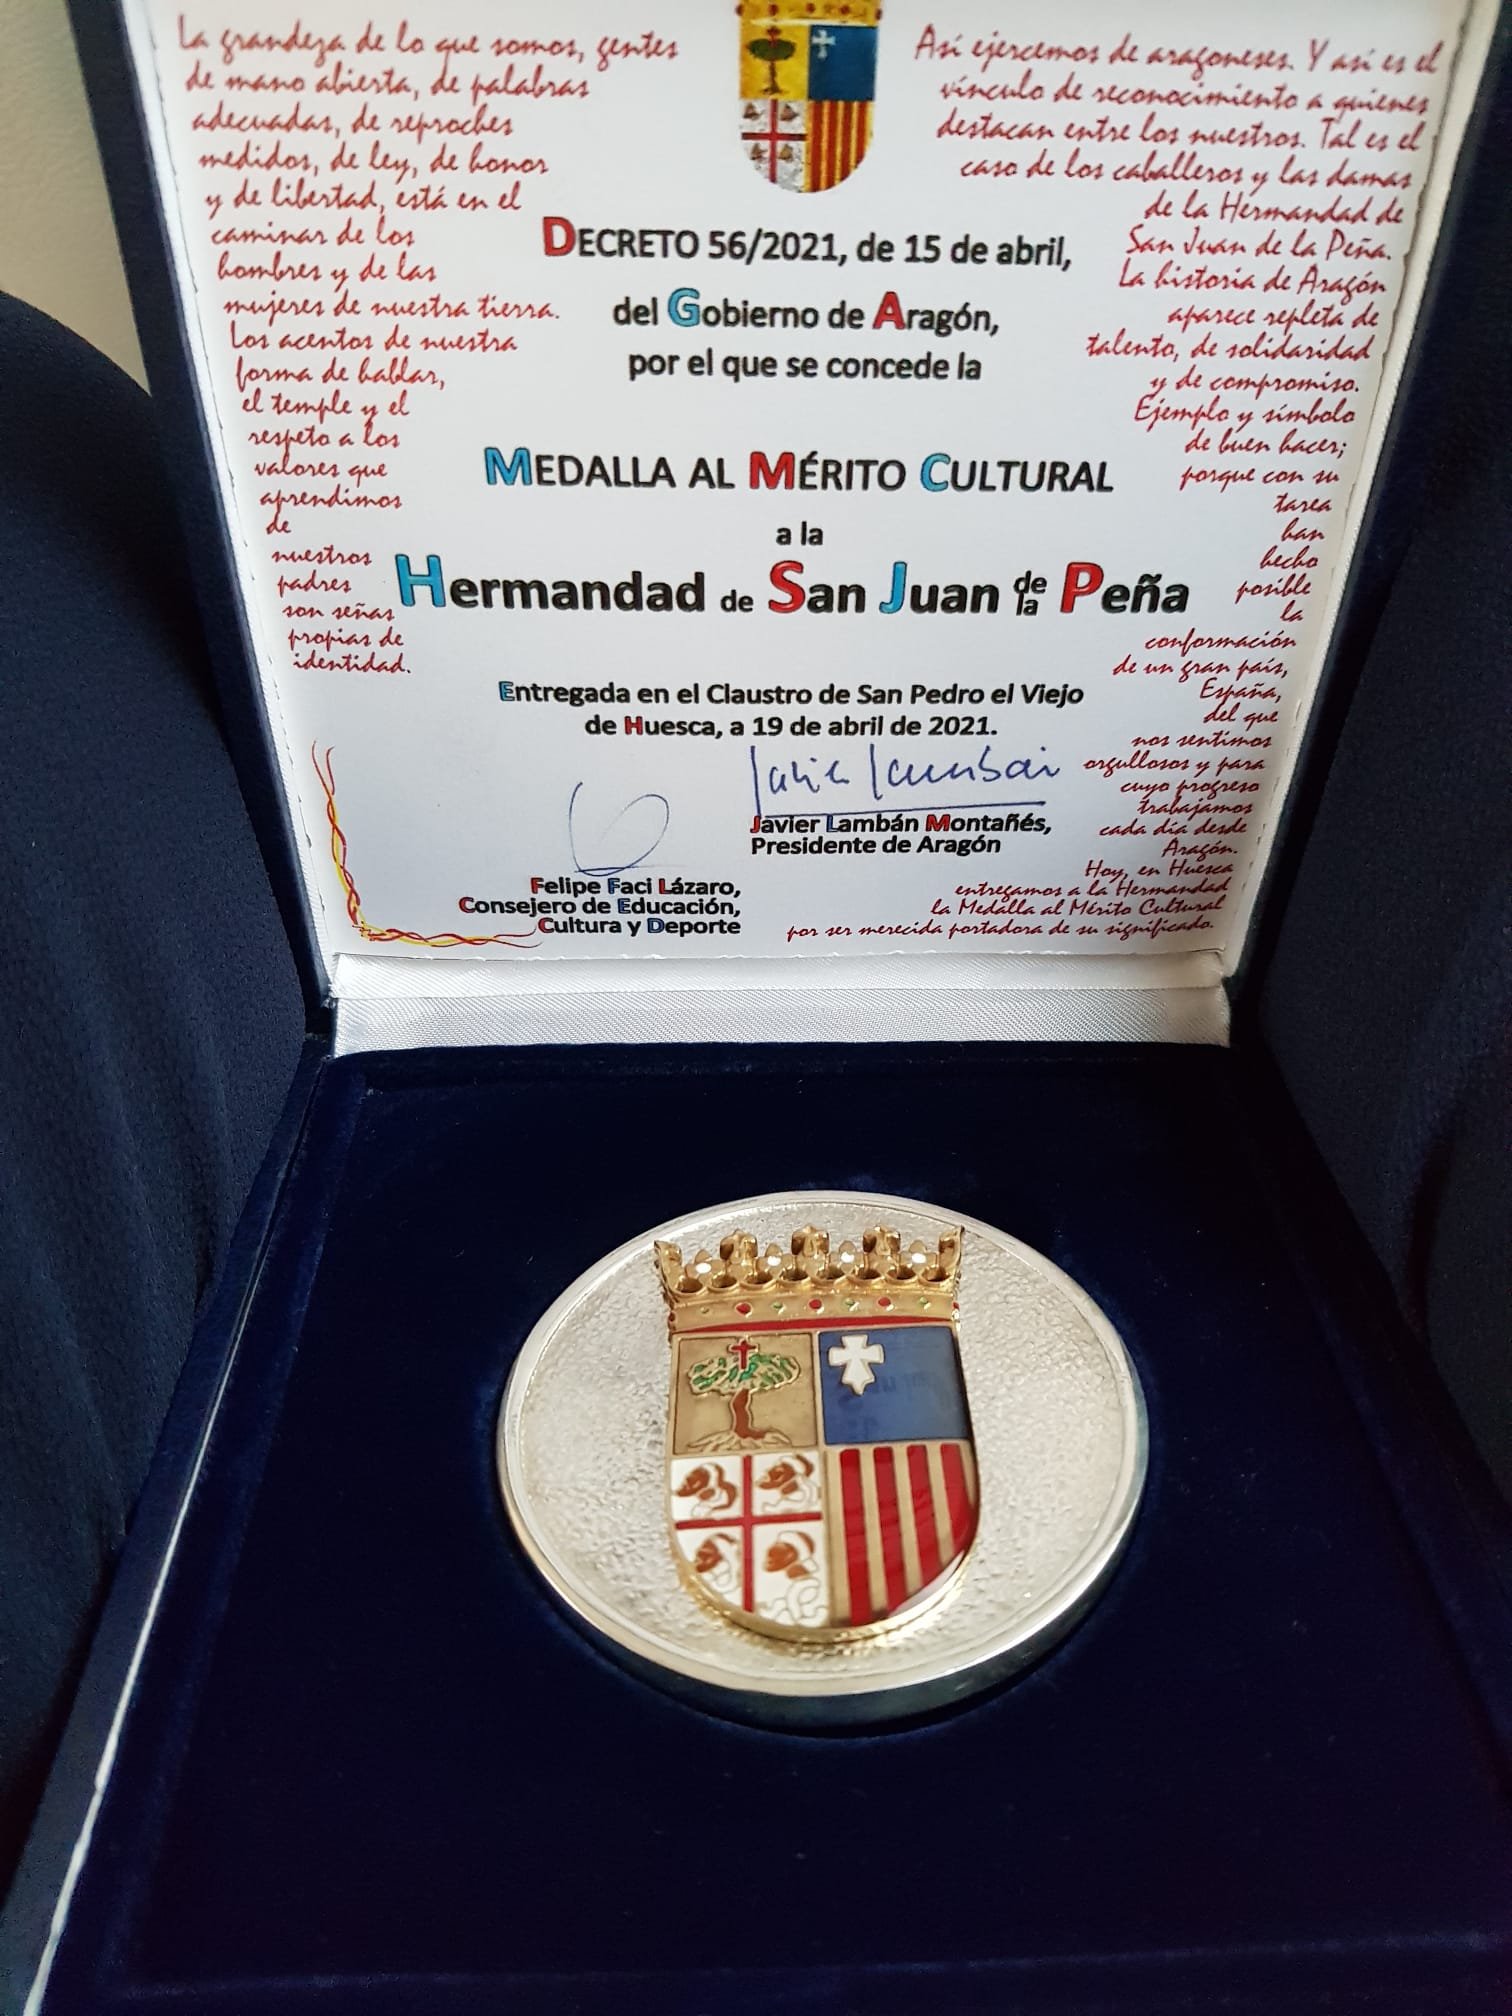 La grandeza de lo que somos, gentes
de mano abierta, de palabras
adecuadas, de reproches
medidos, de ley, de honor
y de libertad, está en el
caminar de los
hombres y de las
mujeres de nuestra tierra.
Los acentos de nuestra
forma de hablar,
el temple y el
respeto a los
valores que
aprendimos
de
nuestros
padres
son señas
propias de
identidad.
DECRETO 56/2021, de 15 de abril,
del Gobierno de Aragón,
por el que se concede la
MEDALLA AL MÉRITO CULTURAL
a la
Hermandad de San Juan de la Peña
Entregada en el Claustro de San Pedro el Viejo
de Huesca, a 19 de abril de 2021.
Javier Lambán
Javier Lambán Montañés,
Presidente de Aragón
Felipe Faci Lázaro,
Consejero de Educación,
Cultura y Deporte
Así ejercemos de aragoneses. Y así es el
vínculo de reconocimiento a quienes
destacan entre los nuestros. Tal es el
caso de los caballeros y las damas
de la Hermandad de
San Juan de la Peña.
La historia de Aragón
aparece repleta de
talento, de solidaridad
y de compromiso.
Ejemplo y símbolo
de buen hacer;
porque con su
tarea
han
hecho
posible
la
conformación
de un gran país,
España,
del que
nos sentimos
orgullosos y para
cuyo progreso
trabajamos
cada día desde
Aragón.
Hoy, en Huesca
entregamos a la Hermandad
la Medalla al Mérito Cultural
por ser merecida portadora de su significado.